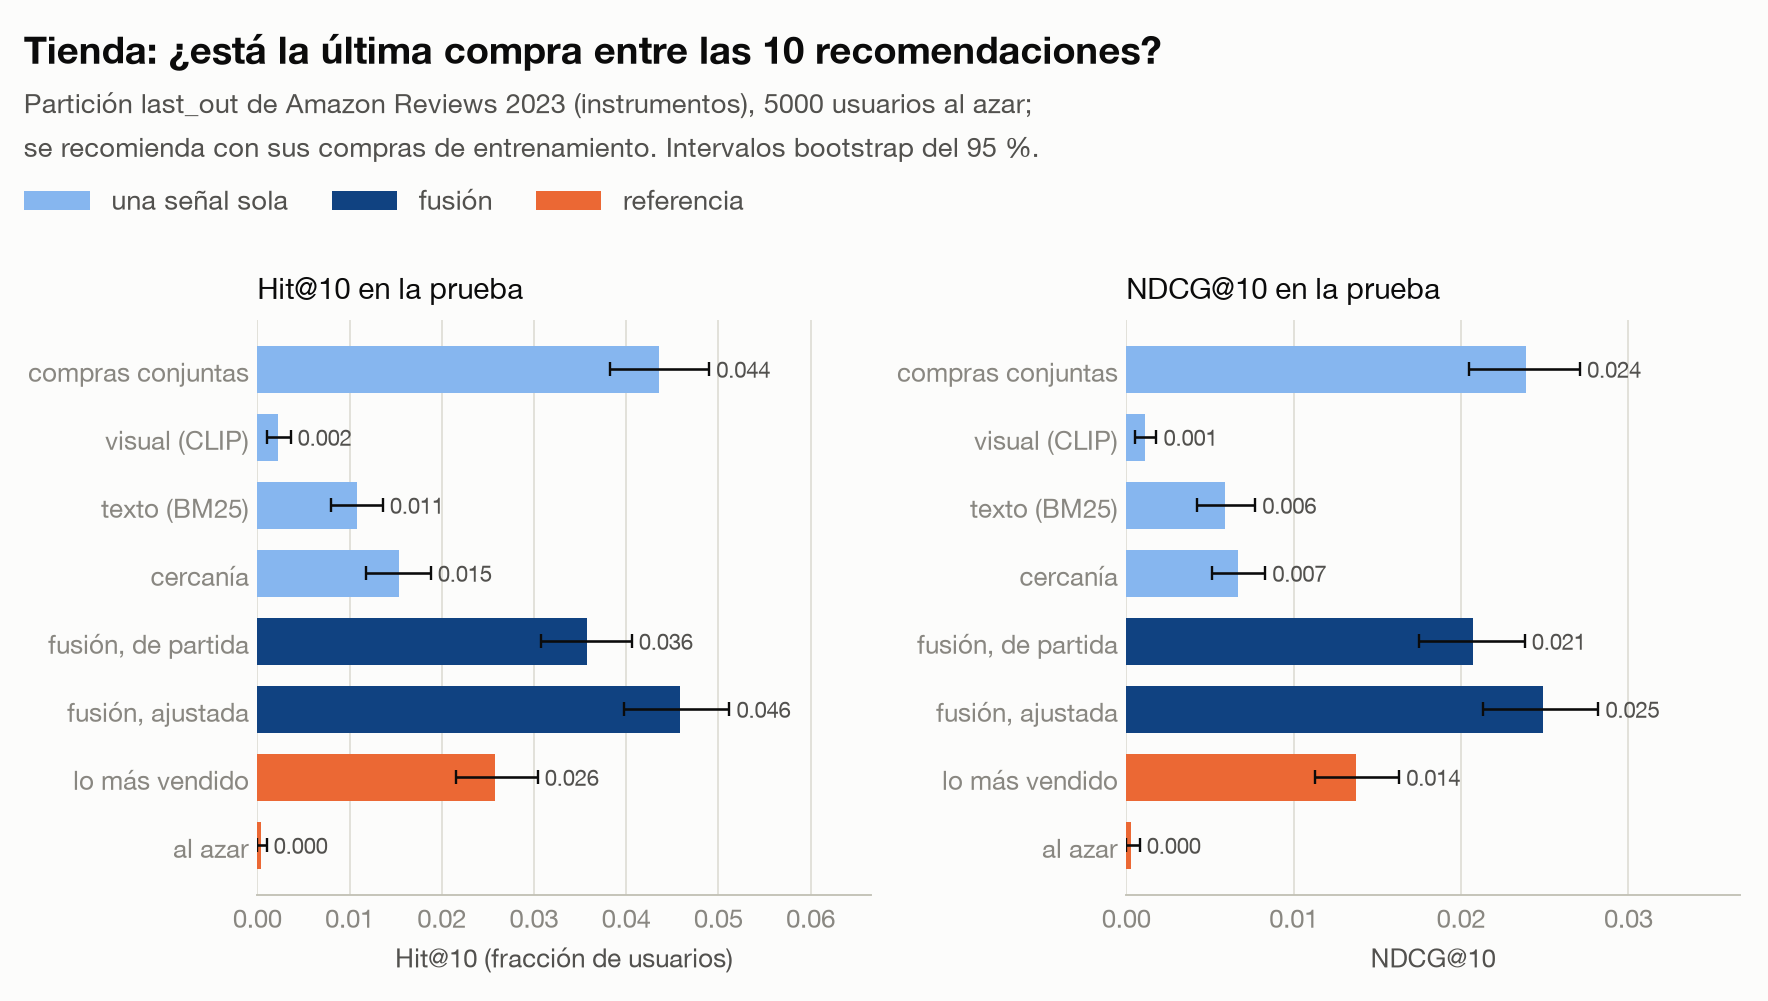 Tienda: ¿está la última compra entre las 10 recomendaciones?
Partición last_out de Amazon Reviews 2023 (instrumentos), 5000 usuarios al azar;
se recomienda con sus compras de entrenamiento. Intervalos bootstrap del 95 %.
una señal sola fusión referencia
Hit@10 en la prueba
compras conjuntas 0.044
visual (CLIP) 0.002
texto (BM25) 0.011
cercanía 0.015
fusión, de partida 0.036
fusión, ajustada 0.046
lo más vendido 0.026
al azar 0.000
0.00 0.01 0.02 0.03 0.04 0.05 0.06
Hit@10 (fracción de usuarios)
NDCG@10 en la prueba
compras conjuntas 0.024
visual (CLIP) 0.001
texto (BM25) 0.006
cercanía 0.007
fusión, de partida 0.021
fusión, ajustada 0.025
lo más vendido 0.014
al azar 0.000
0.00 0.01 0.02 0.03
NDCG@10